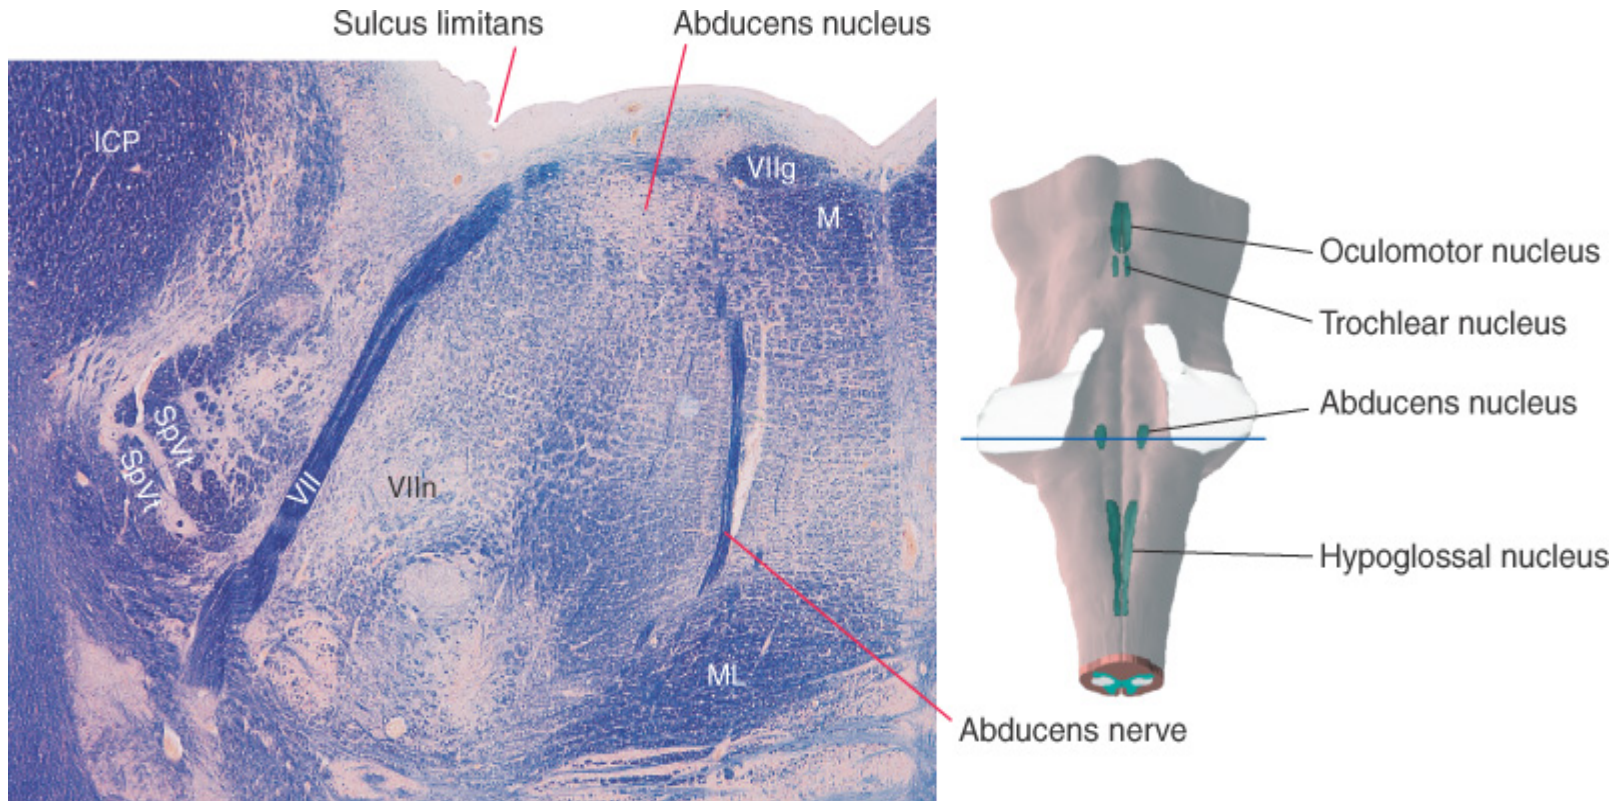 Sulcus limitans
Abducens nucleus
ICP
VIIg
M
SpVt
SpVt
VII
VIIn
ML
Abducens nerve
Oculomotor nucleus
Trochlear nucleus
Abducens nucleus
Hypoglossal nucleus